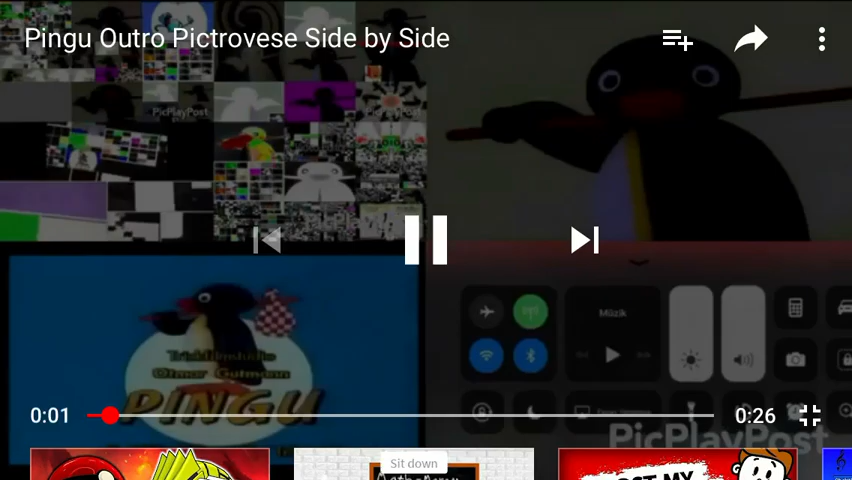 Pingu Outro Pictrovese Side by Side
PicPlayPost
Müzik
Trickfilmstudio
Otmar Gutmann
PINGU
0:01
0:26
PicPlayPost
Sit down